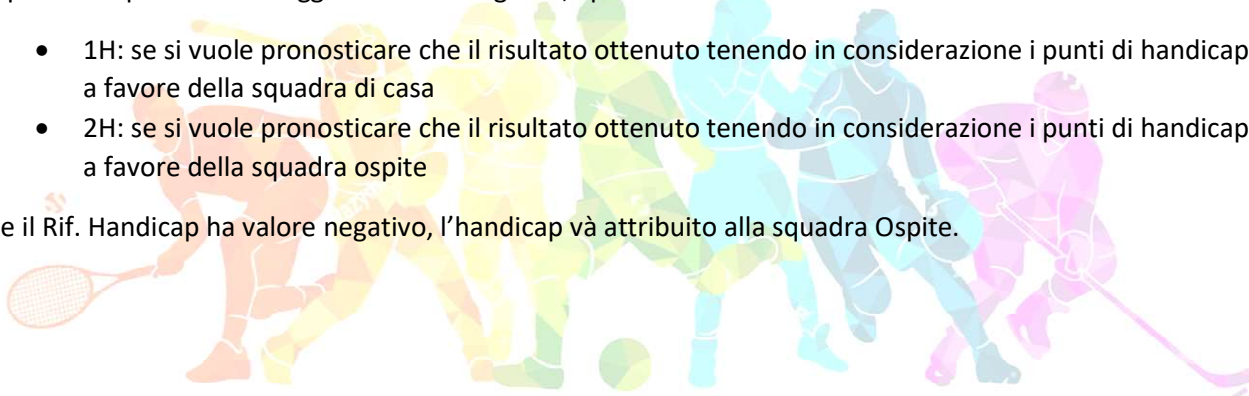 • 1H: se si vuole pronosticare che il risultato ottenuto tenendo in considerazione i punti di handicap
a favore della squadra di casa
• 2H: se si vuole pronosticare che il risultato ottenuto tenendo in considerazione i punti di handicap
a favore della squadra ospite
e il Rif. Handicap ha valore negativo, l’handicap và attribuito alla squadra Ospite.